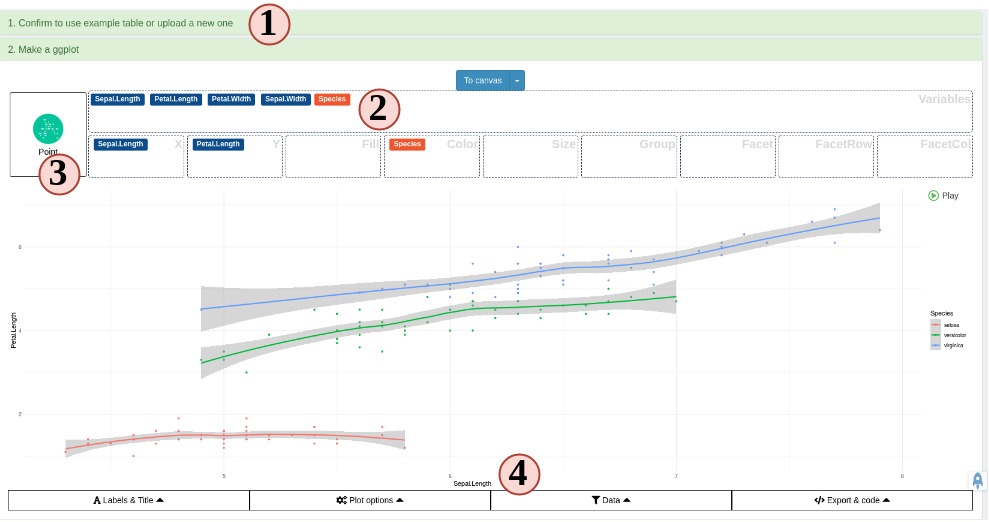 1. Confirm to use example table or upload a new one
1
2. Make a ggplot
To canvas
Sepal.Length Petal.Length Petal.Width Sepal.Width Species
2
Variables
Point
3
Sepal.Length X
Petal.Length Y
Fill
Species Color
Size
Group
Facet
FacetRow
FacetCol
Play
6
4
2
Petal.Length
Species
setosa
versicolor
virginica
5 6 7 8
Sepal.Length
4
Labels & Title
Plot options
Data
Export & code